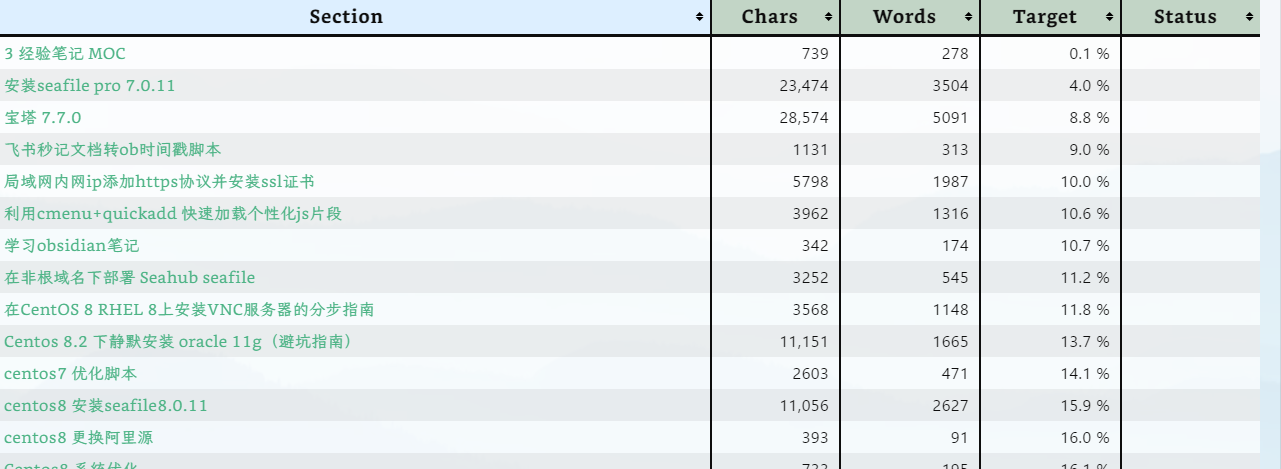 Section Chars Words Target Status
3 经验笔记 MOC 739 278 0.1 %
安装seafile pro 7.0.11 23,474 3504 4.0 %
宝塔 7.7.0 28,574 5091 8.8 %
飞书秒记文档转ob时间戳脚本 1131 313 9.0 %
局域网内网ip添加https协议并安装ssl证书 5798 1987 10.0 %
利用cmenu+quickadd 快速加载个性化js片段 3962 1316 10.6 %
学习obsidian笔记 342 174 10.7 %
在非根域名下部署 Seahub seafile 3252 545 11.2 %
在CentOS 8 RHEL 8上安装VNC服务器的分步指南 3568 1148 11.8 %
Centos 8.2 下静默安装 oracle 11g（避坑指南） 11,151 1665 13.7 %
centos7 优化脚本 2603 471 14.1 %
centos8 安装seafile8.0.11 11,056 2627 15.9 %
centos8 更换阿里源 393 91 16.0 %
Centos8 系统优化 733 195 16.1 %